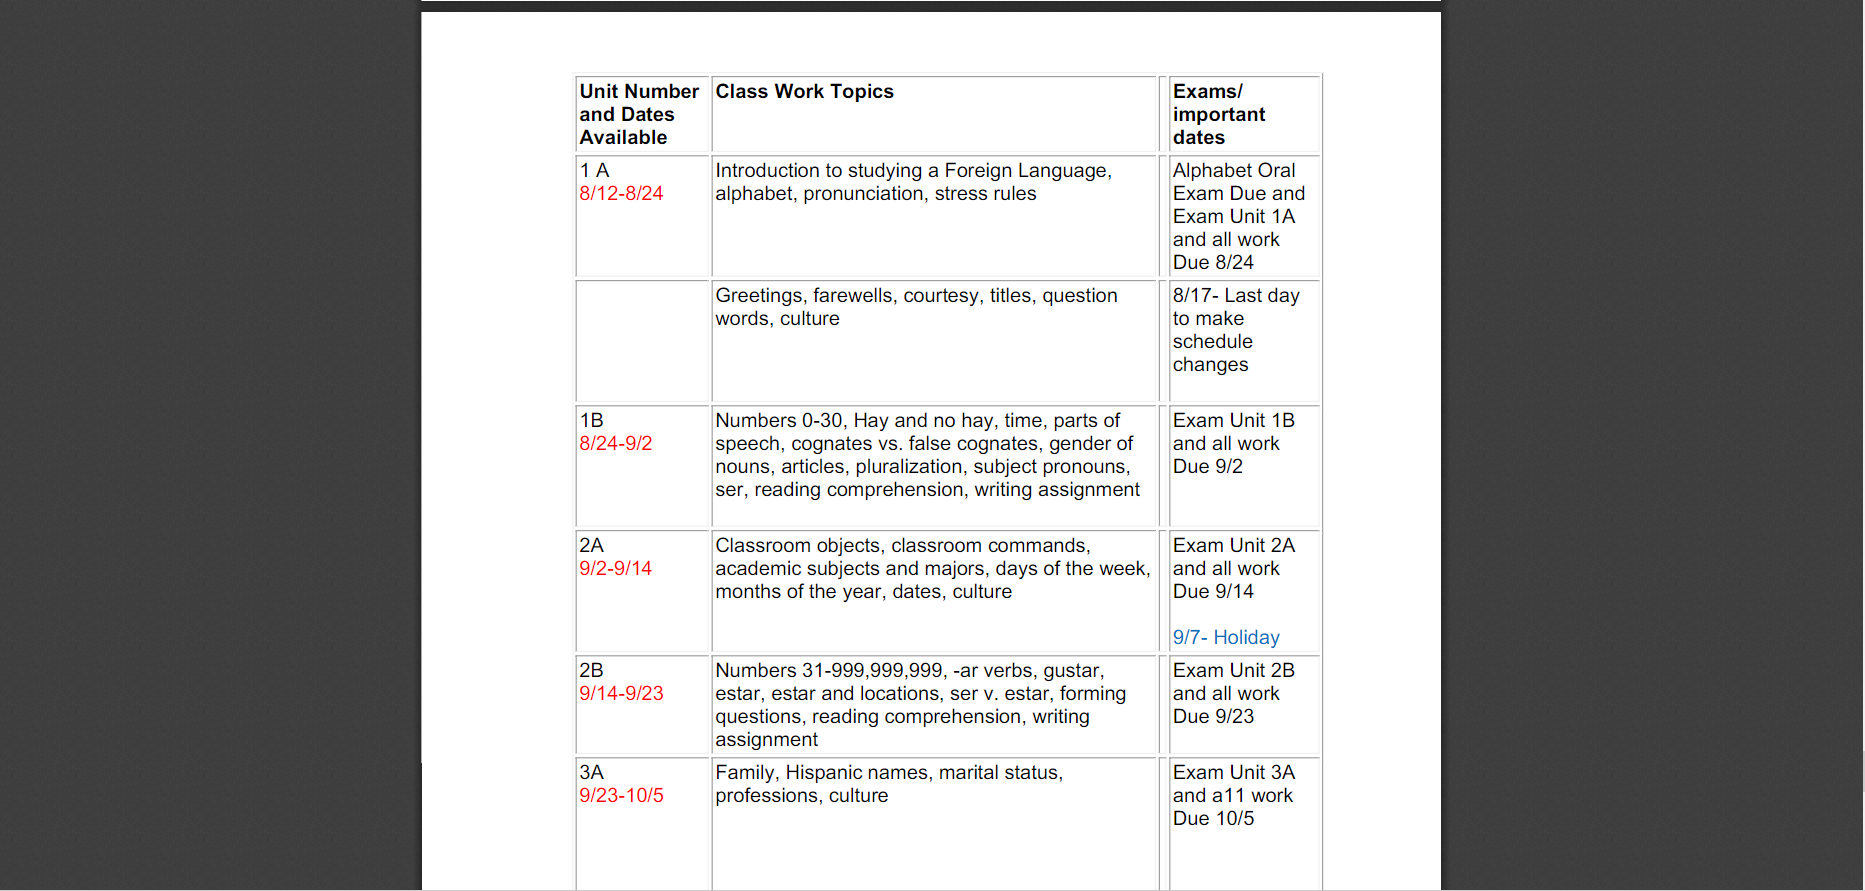 Unit Number
and Dates
Available
Class Work Topics
Exams/
important
dates
1 A
8/12-8/24
Introduction to studying a Foreign Language,
alphabet, pronunciation, stress rules
Alphabet Oral
Exam Due and
Exam Unit 1A
and all work
Due 8/24
Greetings, farewells, courtesy, titles, question
words, culture
8/17- Last day
to make
schedule
changes
1B
8/24-9/2
Numbers 0-30, Hay and no hay, time, parts of
speech, cognates vs. false cognates, gender of
nouns, articles, pluralization, subject pronouns,
ser, reading comprehension, writing assignment
Exam Unit 1B
and all work
Due 9/2
2A
9/2-9/14
Classroom objects, classroom commands,
academic subjects and majors, days of the week,
months of the year, dates, culture
Exam Unit 2A
and all work
Due 9/14
9/7- Holiday
2B
9/14-9/23
Numbers 31-999,999,999, -ar verbs, gustar,
estar, estar and locations, ser v. estar, forming
questions, reading comprehension, writing
assignment
Exam Unit 2B
and all work
Due 9/23
3A
9/23-10/5
Family, Hispanic names, marital status,
professions, culture
Exam Unit 3A
and a11 work
Due 10/5